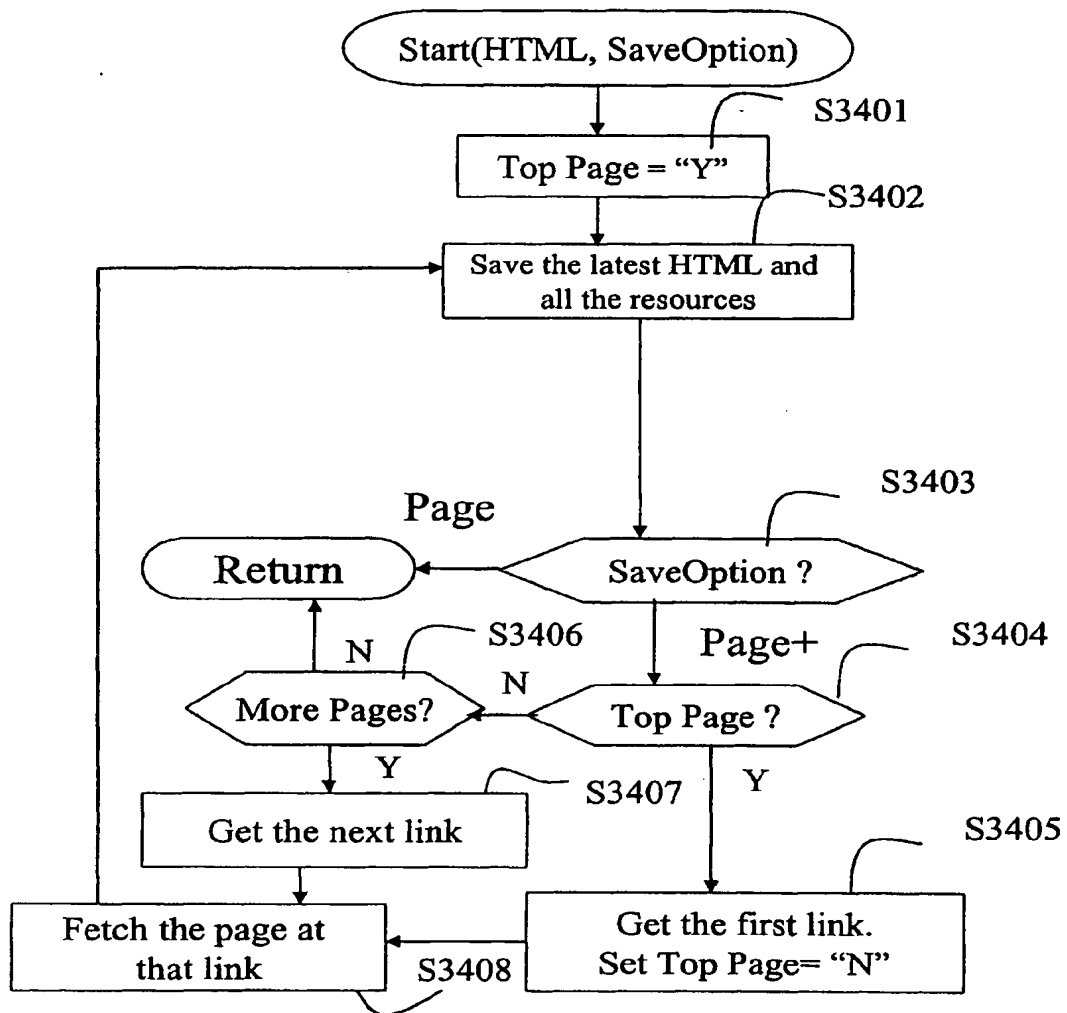 Start(HTML, SaveOption)
S3401
Top Page = “Y”
S3402
Save the latest HTML and
all the resources
S3403
Page
Return
SaveOption ?
S3406
Page+
S3404
N
N
More Pages?
Top Page ?
Y
Y
S3407
Get the next link
S3405
Fetch the page at
that link
Get the first link.
Set Top Page= “N”
S3408